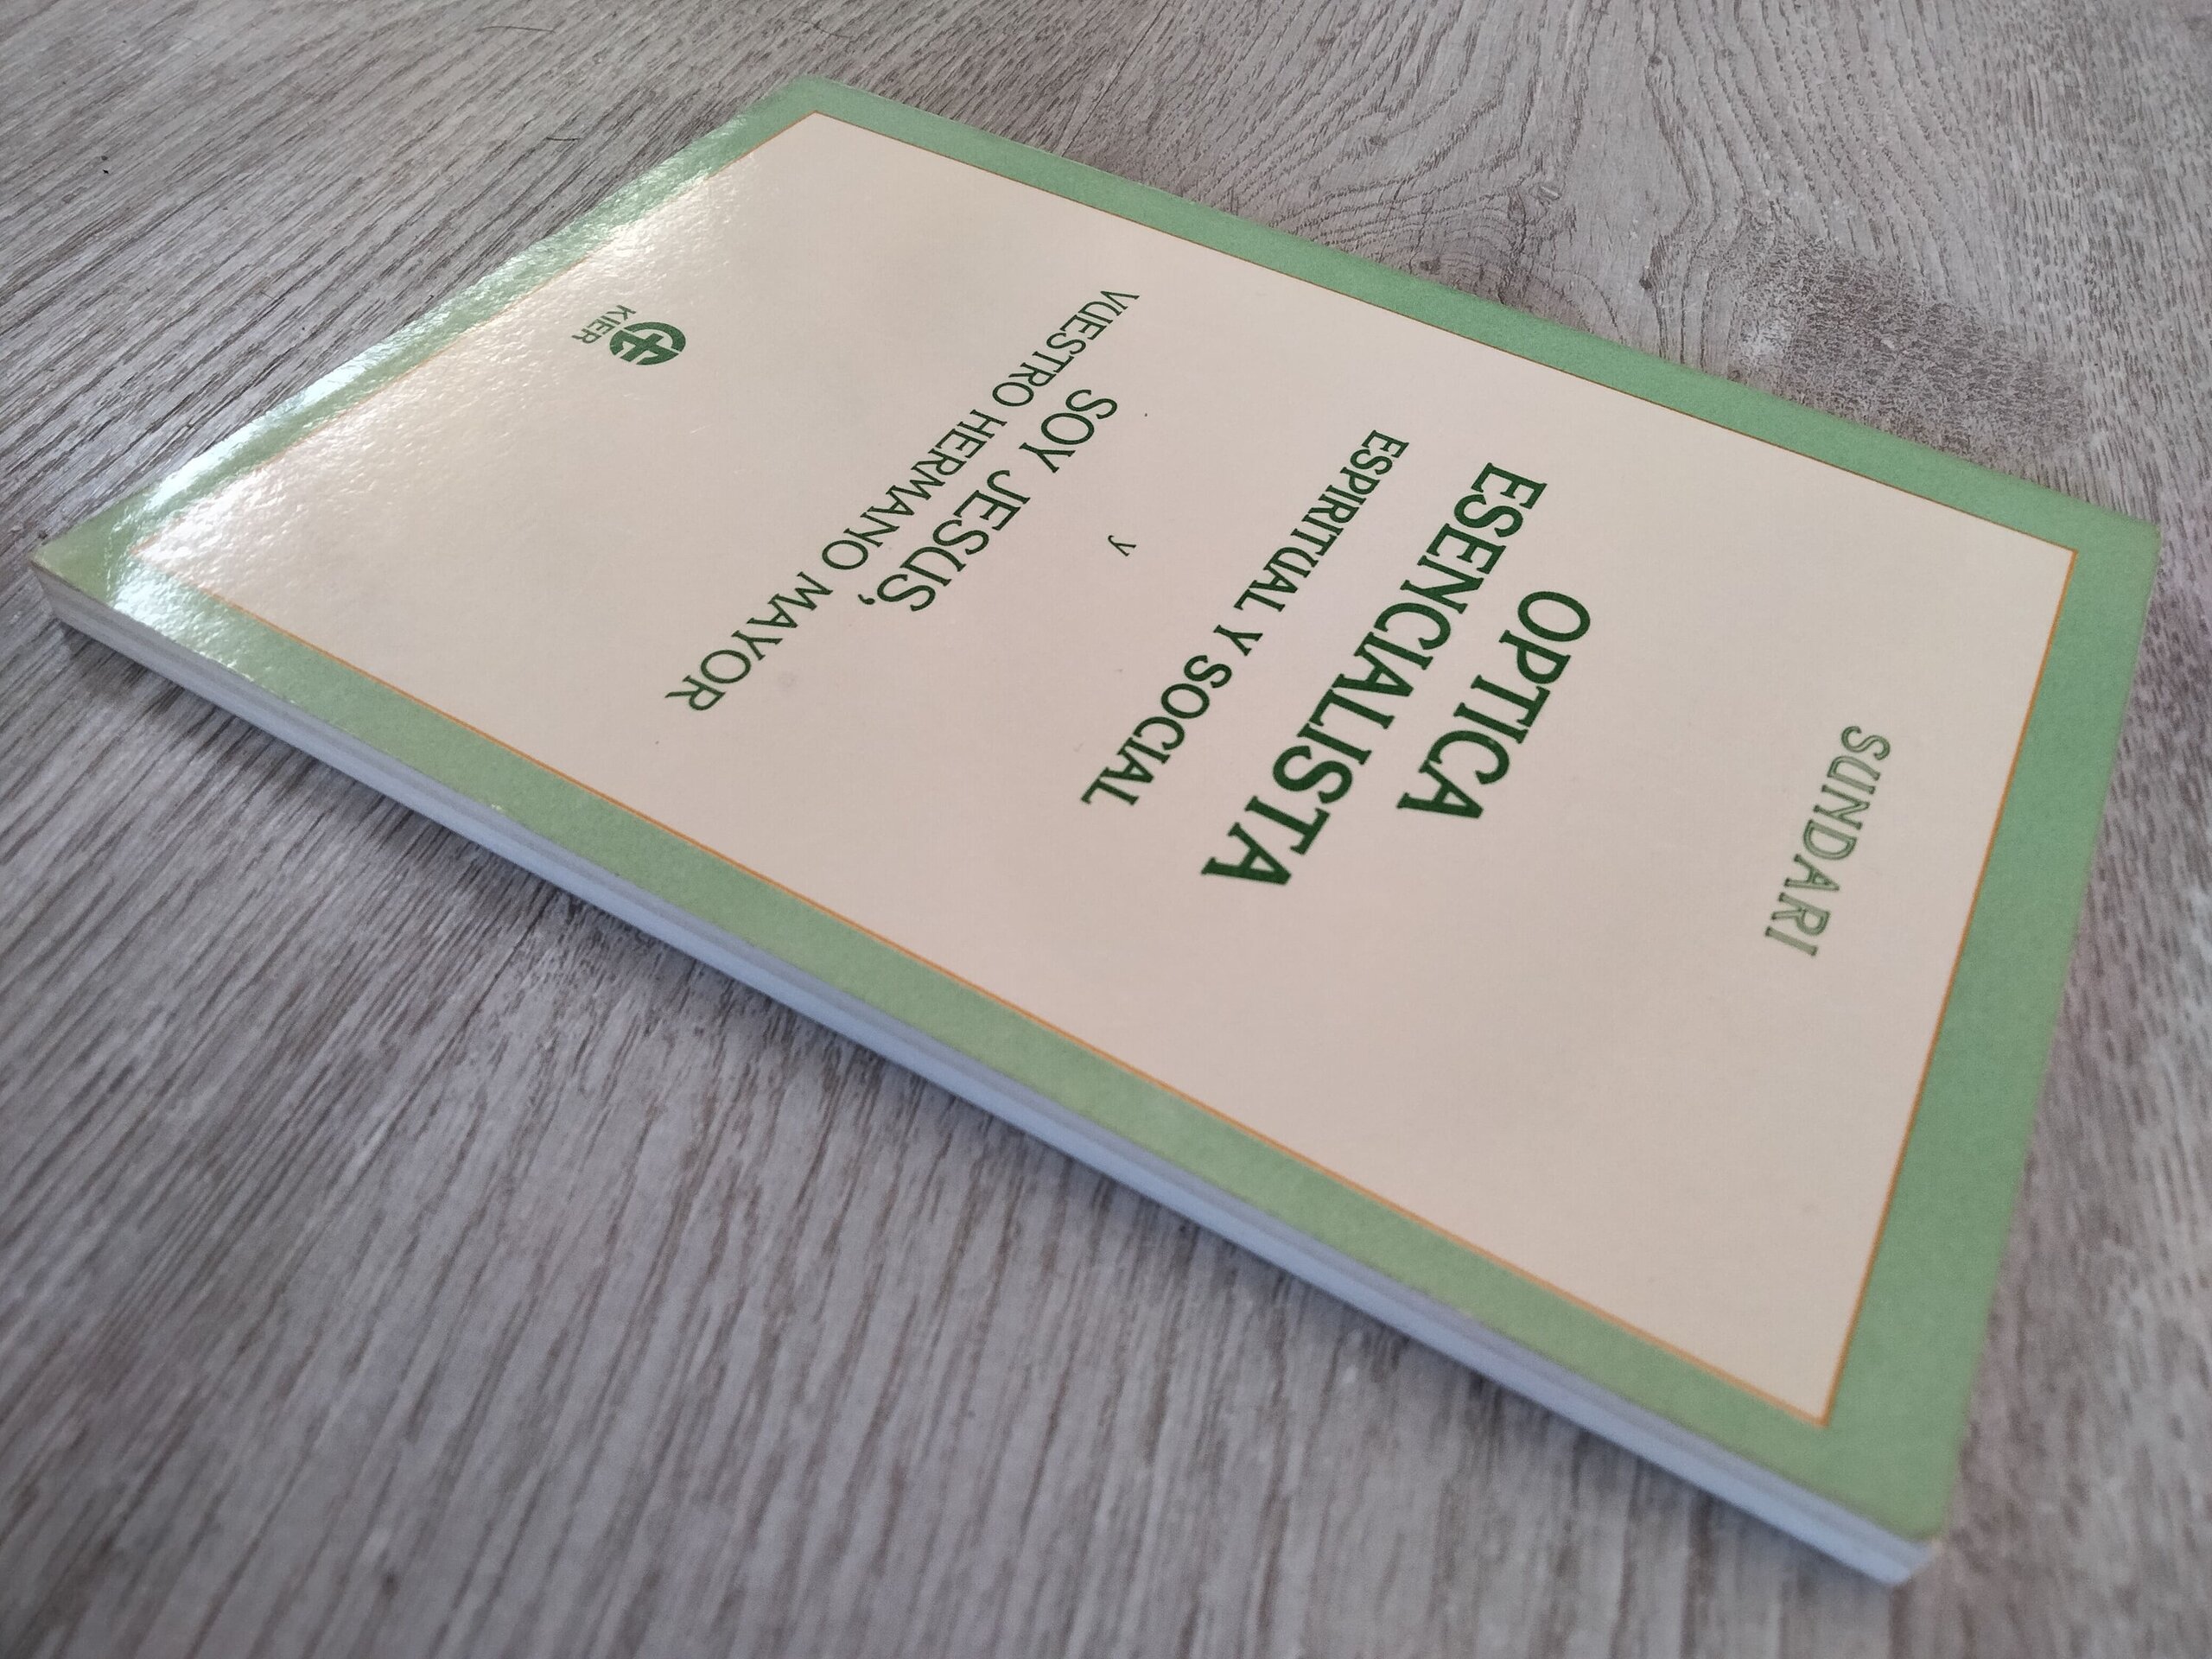 SUNDARI
OPTICA
ESENCIALISTA
ESPIRITUAL Y SOCIAL
y
SOY JESUS,
VUESTRO HERMANO MAYOR
KIER